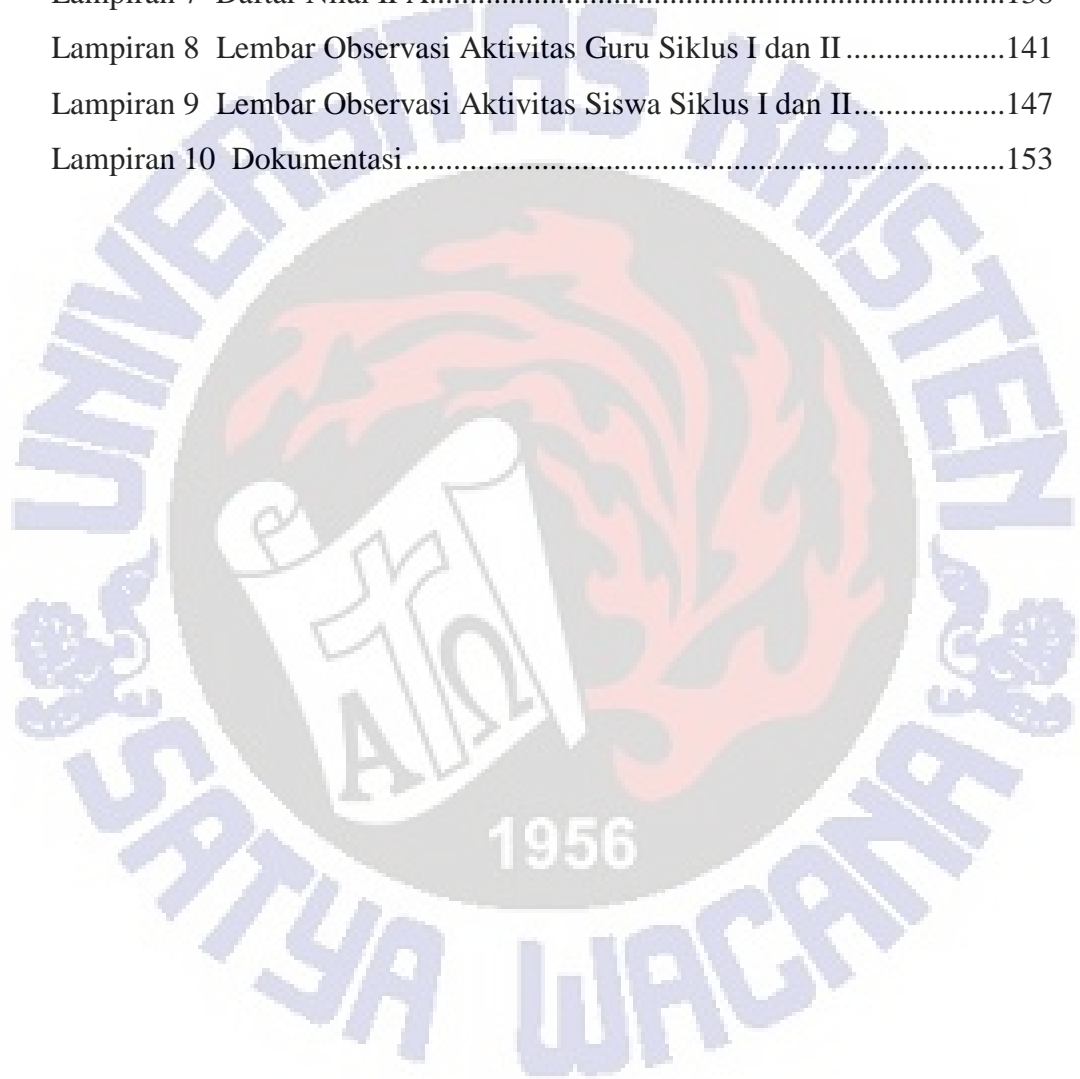 Lampiran 8 Lembar Observasi Aktivitas Guru Siklus I dan II ..................141
Lampiran 9 Lembar Observasi Aktivitas Siswa Siklus I dan II.................147
Lampiran 10 Dokumentasi................................................................153
UNIVERSITAS KRISTEN
Α Ω
1956
SATYA WACANA